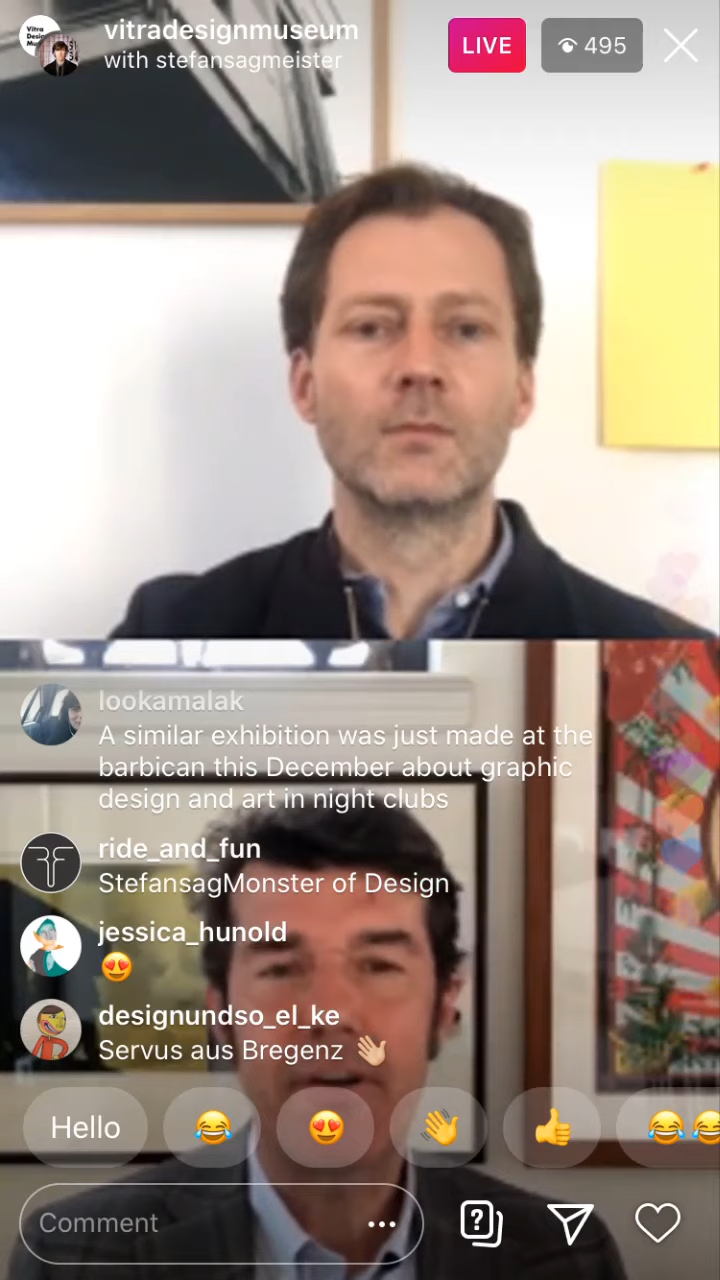 Vitra
vitradesignmuseum
with stefansagmeister
LIVE
495
lookamalak
A similar exhibition was just made at the
barbican this December about graphic
design and art in night clubs
ride_and_fun
StefansagMonster of Design
jessica_hunold
😍
designundso_el_ke
Servus aus Bregenz 👋🏻
Hello 😂 😍 👋 👍 😂😂
Comment